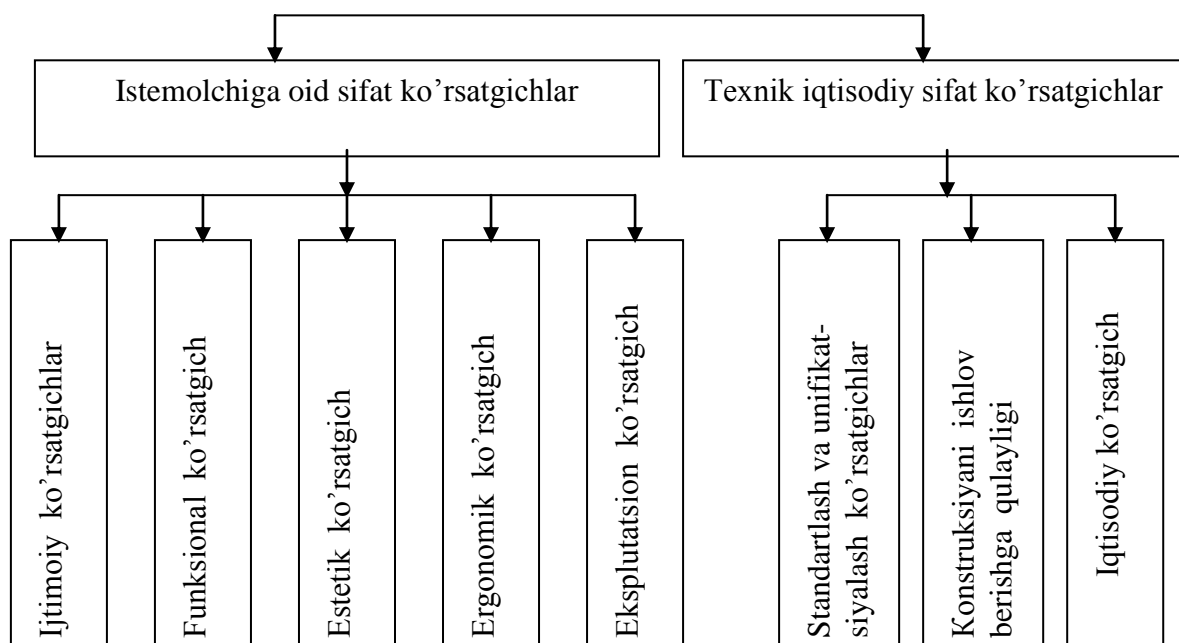 Istemolchiga oid sifat ko’rsatgichlar
Texnik iqtisodiy sifat ko’rsatgichlar
Ijtimoiy ko’rsatgichlar
Funksional ko’rsatgich
Estetik ko’rsatgich
Ergonomik ko’rsatgich
Eksplutatsion ko’rsatgich
Standartlash va unifikat-
siyalash ko’rsatgichlar
Konstruksiyani ishlov
berishga qulayligi
Iqtisodiy ko’rsatgich